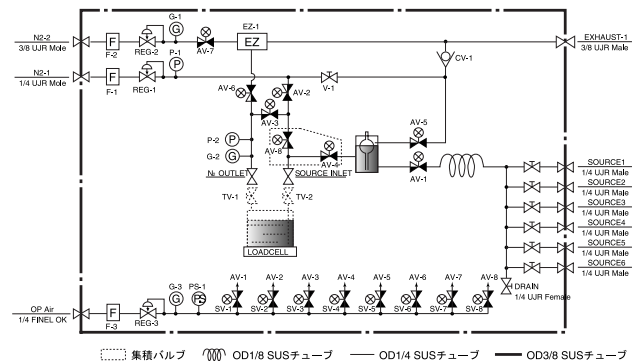 G-1
EZ-1
N2-2
3/8 UJR Mole
F
G
EZ
EXHAUST-1
3/8 UJR Male
F-2
REG-2
P-1
AV-7
CV-1
N2-1
1/4 UJR Mole
F
P
F-1
REG-1
V-1
AV-6
AV-2
AV-3
AV-5
P-2
P
AV-8
AV-4
G-2
G
AV-1
SOURCE1
1/4 UJR Male
N₂ OUTLET
SOURCE INLET
SOURCE2
1/4 UJR Male
TV-1
TV-2
SOURCE3
1/4 UJR Male
SOURCE4
1/4 UJR Male
SOURCE5
1/4 UJR Male
LOADCELL
SOURCE6
1/4 UJR Male
G-3
PS-1
AV-1
AV-2
AV-3
AV-4
AV-5
AV-6
AV-7
AV-8
DRAIN
1/4 UJR Female
OP Air
1/4 FINEL OK
F
G
PS
F-3
REG-3
SV-1
SV-2
SV-3
SV-4
SV-5
SV-6
SV-7
SV-8
集積バルブ
OD1/8 SUSチューブ
OD1/4 SUSチューブ
OD3/8 SUSチューブ